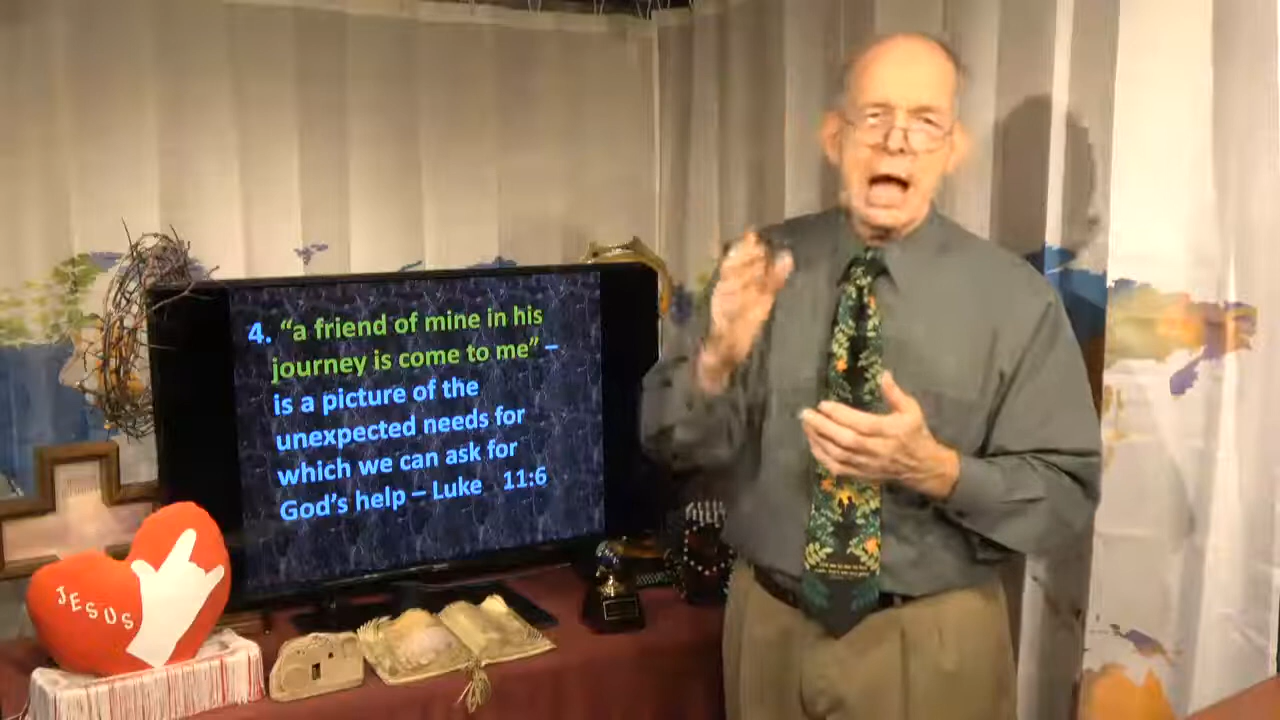 4. “a friend of mine in his
journey is come to me” –
is a picture of the
unexpected needs for
which we can ask for
God’s help – Luke 11:6
JESUS